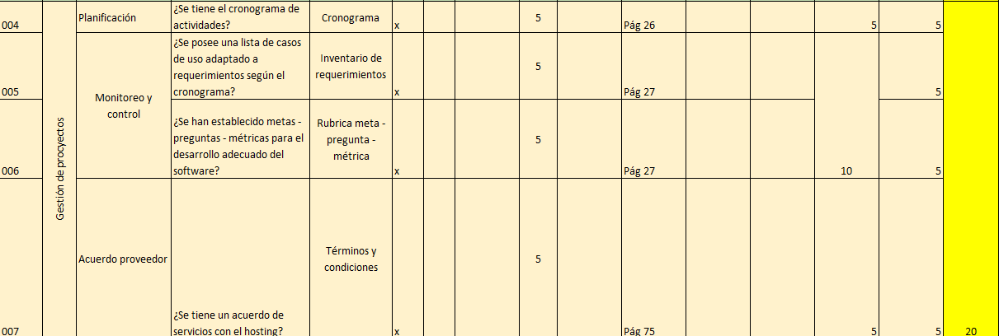 004 Planificación ¿Se tiene el cronograma de actividades? Cronograma x 5 Pág 26 5 5
Gestión de procyectos
Monitoreo y control
005 ¿Se posee una lista de casos de uso adaptado a requerimientos según el cronograma? Inventario de requerimientos x 5 Pág 27 5
006 ¿Se han establecido metas - preguntas - métricas para el desarrollo adecuado del software? Rubrica meta - pregunta - métrica x 5 Pág 27 10 5
007 Acuerdo proveedor ¿Se tiene un acuerdo de servicios con el hosting? Términos y condiciones x 5 Pág 75 5 5 20